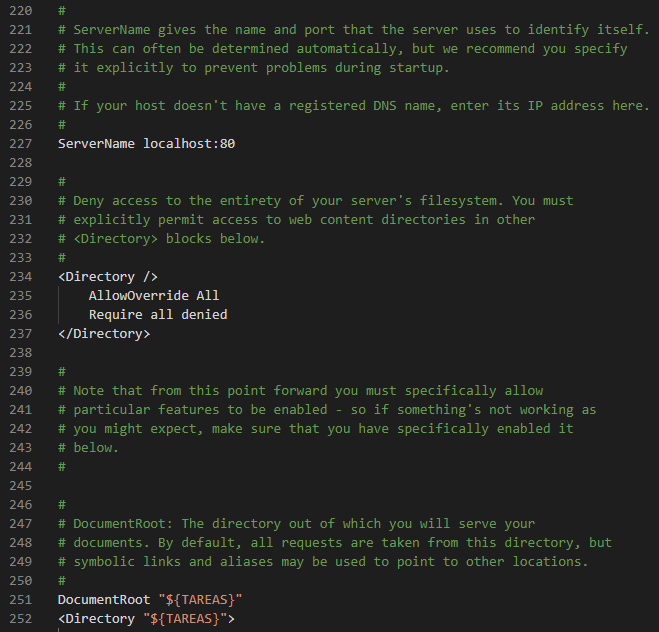 220 #
221 # ServerName gives the name and port that the server uses to identify itself.
222 # This can often be determined automatically, but we recommend you specify
223 # it explicitly to prevent problems during startup.
224 #
225 # If your host doesn't have a registered DNS name, enter its IP address here.
226 #
227 ServerName localhost:80
228
229 #
230 # Deny access to the entirety of your server's filesystem. You must
231 # explicitly permit access to web content directories in other
232 # <Directory> blocks below.
233 #
234 <Directory />
235     AllowOverride All
236     Require all denied
237 </Directory>
238
239 #
240 # Note that from this point forward you must specifically allow
241 # particular features to be enabled - so if something's not working as
242 # you might expect, make sure that you have specifically enabled it
243 # below.
244 #
245
246 #
247 # DocumentRoot: The directory out of which you will serve your
248 # documents. By default, all requests are taken from this directory, but
249 # symbolic links and aliases may be used to point to other locations.
250 #
251 DocumentRoot "${TAREAS}"
252 <Directory "${TAREAS}">